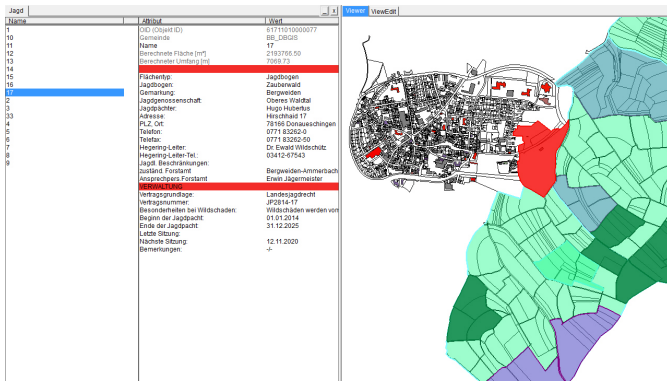 Jagd
_ x
Viewer ViewEdit
Name Attribut Wert
1 OID (Objekt ID) 61711010000077
10 Gemeinde BB_DBGIS
11 Name 17
12 Berechnete Fläche [m²] 2193766.50
13 Berechneter Umfang [m] 7069.73
14
15 Flächentyp: Jagdbogen
16 Jagdbogen: Zauberwald
17 Gemarkung: Bergweiden
2 Jagdgenossenschaft: Oberes Waldtal
3 Jagdpächter: Hugo Hubertus
33 Adresse: Hirschhaid 17
4 PLZ, Ort: 78166 Donaueschingen
5 Telefon: 0771 83262-0
6 Telefax: 0771 83262-50
7 Hegering-Leiter: Dr. Ewald Wildschütz
8 Hegering-Leiter-Tel.: 03412-67543
9 Jagdl. Beschränkungen:
zuständ. Forstamt Bergweiden-Ammerbach
Ansprechpers.Forstamt Erwin Jägermeister
VERWALTUNG
Vertragsgrundlage: Landesjagdrecht
Vertragsnummer: JP2814-17
Besonderheiten bei Wildschaden: Wildschäden werden vom
Beginn der Jagdpacht: 01.01.2014
Ende der Jagdpacht: 31.12.2025
Letzte Sitzung:
Nächste Sitzung: 12.11.2020
Bemerkungen: -/-